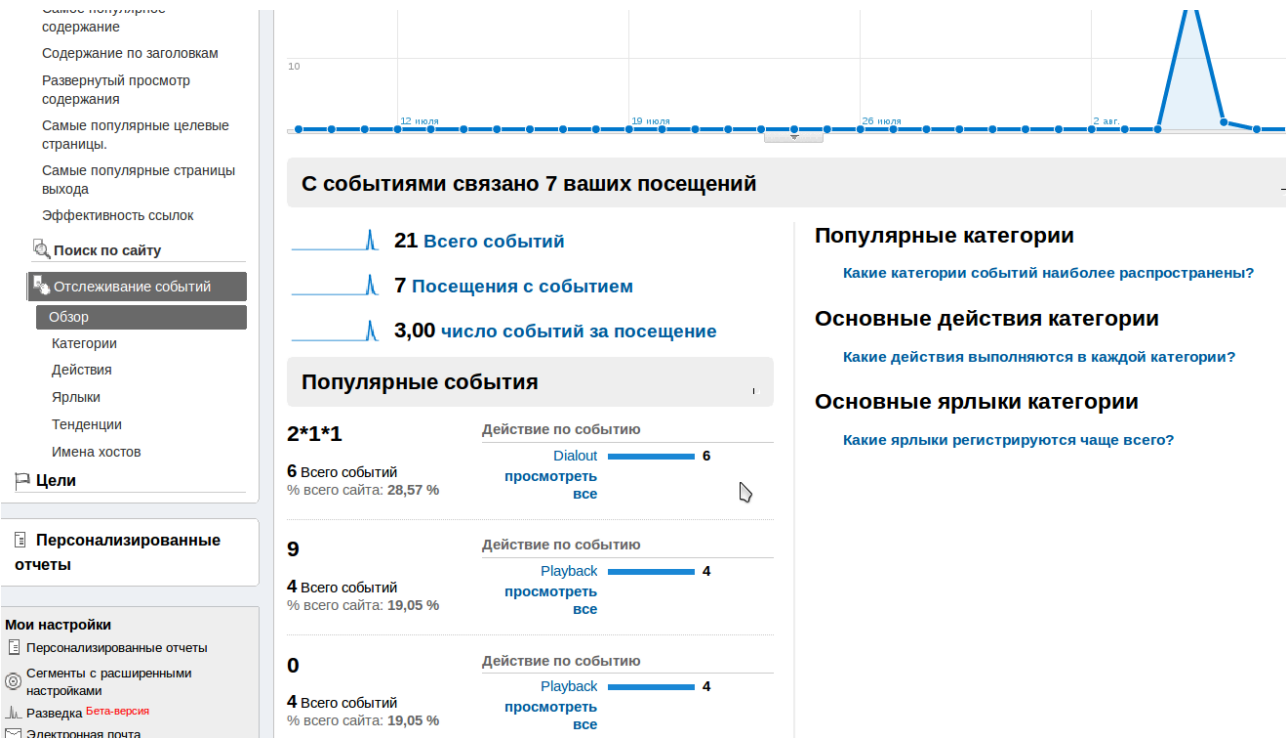 Самое популярное
содержание
Содержание по заголовкам
Развернутый просмотр
содержания
Самые популярные целевые
страницы.
Самые популярные страницы
выхода
Эффективность ссылок
Поиск по сайту
Отслеживание событий
Обзор
Категории
Действия
Ярлыки
Тенденции
Имена хостов
Цели
Персонализированные
отчеты
Мои настройки
Персонализированные отчеты
Сегменты с расширенными
настройками
Разведка Бета-версия
Электронная почта
10
12 июля
19 июля
26 июля
2 авг.
С событиями связано 7 ваших посещений
21 Всего событий
7 Посещения с событием
3,00 число событий за посещение
Популярные события
2*1*1
6 Всего событий
% всего сайта: 28,57 %
Действие по событию
Dialout 6
просмотреть
все
9
4 Всего событий
% всего сайта: 19,05 %
Действие по событию
Playback 4
просмотреть
все
0
4 Всего событий
% всего сайта: 19,05 %
Действие по событию
Playback 4
просмотреть
все
Популярные категории
Какие категории событий наиболее распространены?
Основные действия категории
Какие действия выполняются в каждой категории?
Основные ярлыки категории
Какие ярлыки регистрируются чаще всего?